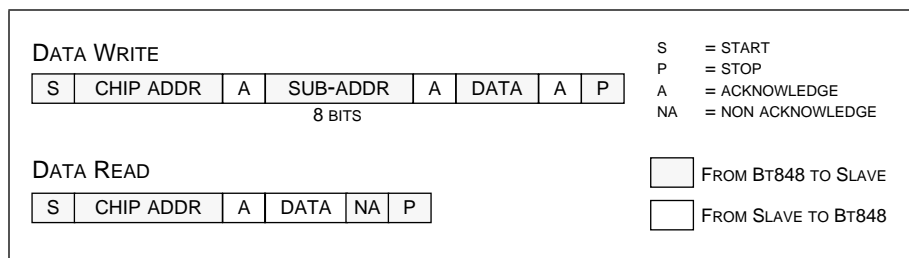 DATA WRITE
S CHIP ADDR A SUB-ADDR A DATA A P
8 BITS
DATA READ
S CHIP ADDR A DATA NA P
S = START
P = STOP
A = ACKNOWLEDGE
NA = NON ACKNOWLEDGE
FROM BT848 TO SLAVE
FROM SLAVE TO BT848